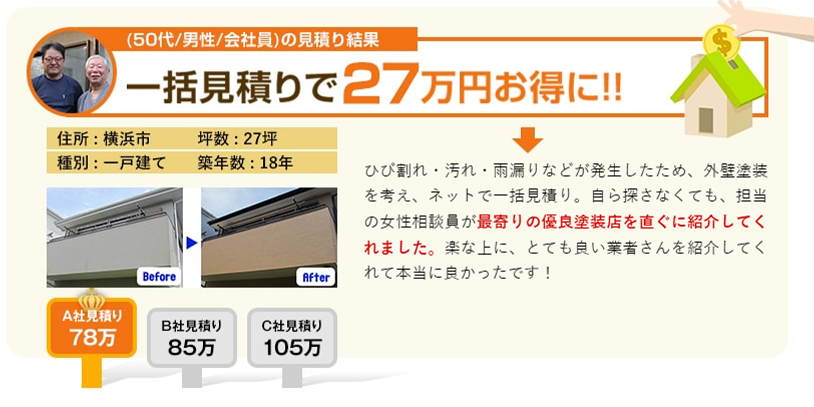 (50代/男性/会社員)の見積り結果
一括見積りで27万円お得に!!
住所：横浜市 坪数：27坪
種別：一戸建て 築年数：18年
ひび割れ・汚れ・雨漏りなどが発生したため、外壁塗装
を考え、ネットで一括見積り。自ら探さなくても、担当
の女性相談員が最寄りの優良塗装店を直ぐに紹介してく
れました。楽な上に、とても良い業者さんを紹介してく
れて本当に良かったです！
Before After
A社見積り
78万
B社見積り
85万
C社見積り
105万
$